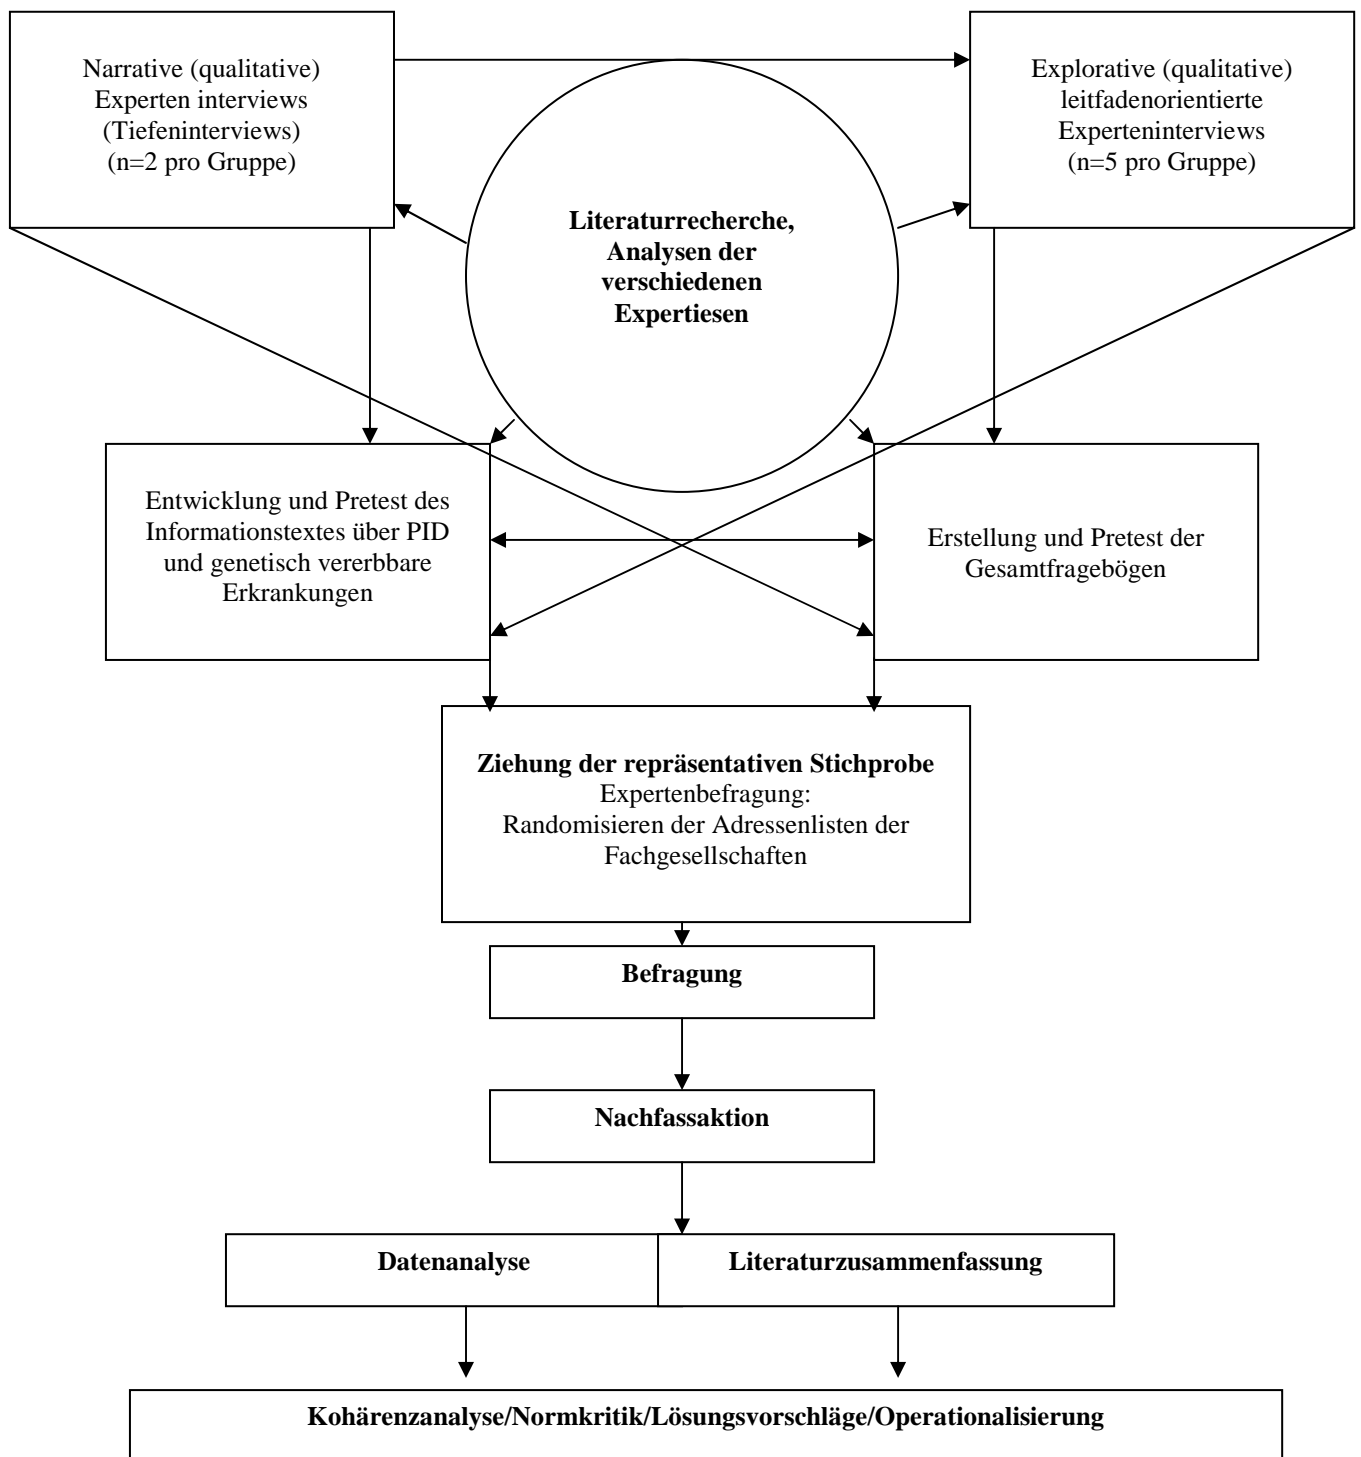 Narrative (qualitative)
Experten interviews
(Tiefeninterviews)
(n=2 pro Gruppe)
Explorative (qualitative)
leitfadenorientierte
Experteninterviews
(n=5 pro Gruppe)
Literaturrecherche,
Analysen der
verschiedenen
Expertiesen
Entwicklung und Pretest des
Informationstextes über PID
und genetisch vererbbare
Erkrankungen
Erstellung und Pretest der
Gesamtfragebögen
Ziehung der repräsentativen Stichprobe
Expertenbefragung:
Randomisieren der Adressenlisten der
Fachgesellschaften
Befragung
Nachfassaktion
Datenanalyse
Literaturzusammenfassung
Kohärenzanalyse/Normkritik/Lösungsvorschläge/Operationalisierung